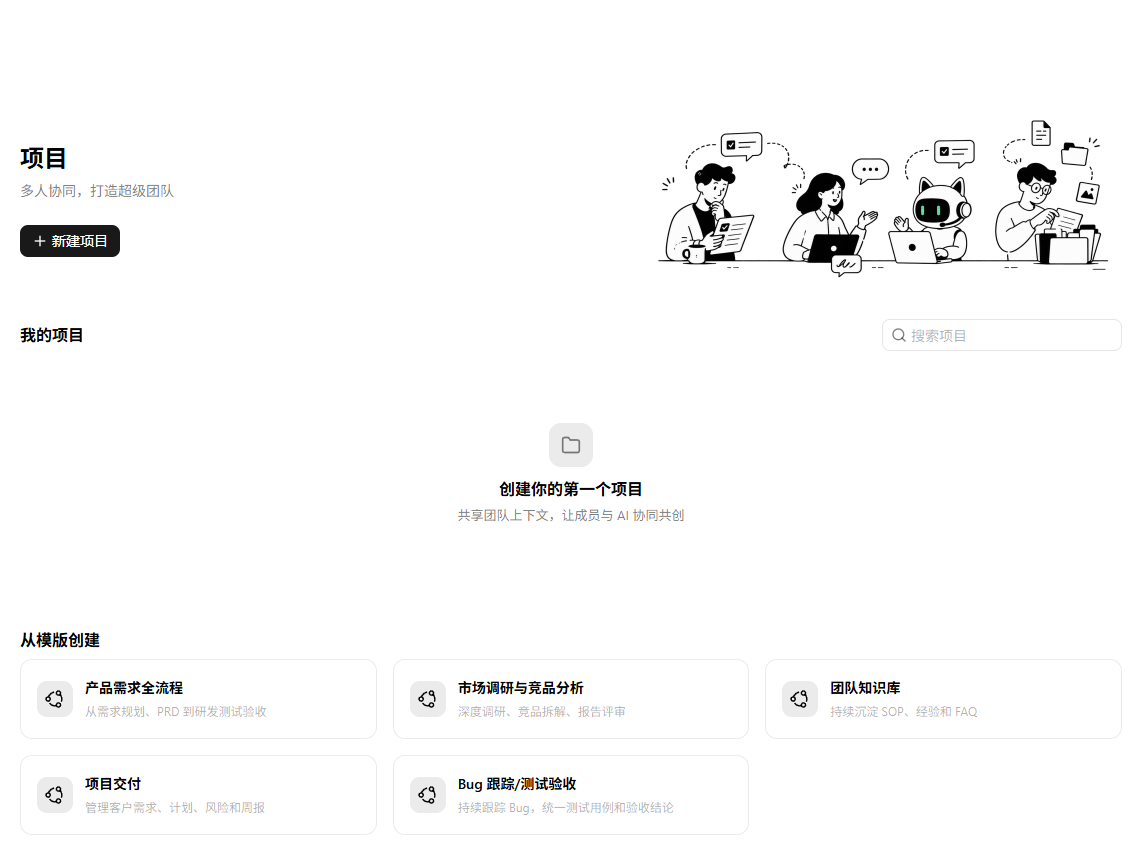 项目
多人协同，打造超级团队
新建项目
我的项目
搜索项目
创建你的第一个项目
共享团队上下文，让成员与 AI 协同共创
从模版创建
产品需求全流程
从需求规划、PRD 到研发测试验收
市场调研与竞品分析
深度调研、竞品拆解、报告评审
团队知识库
持续沉淀 SOP、经验和 FAQ
项目交付
管理客户需求、计划、风险和周报
Bug 跟踪/测试验收
持续跟踪 Bug，统一测试用例和验收结论